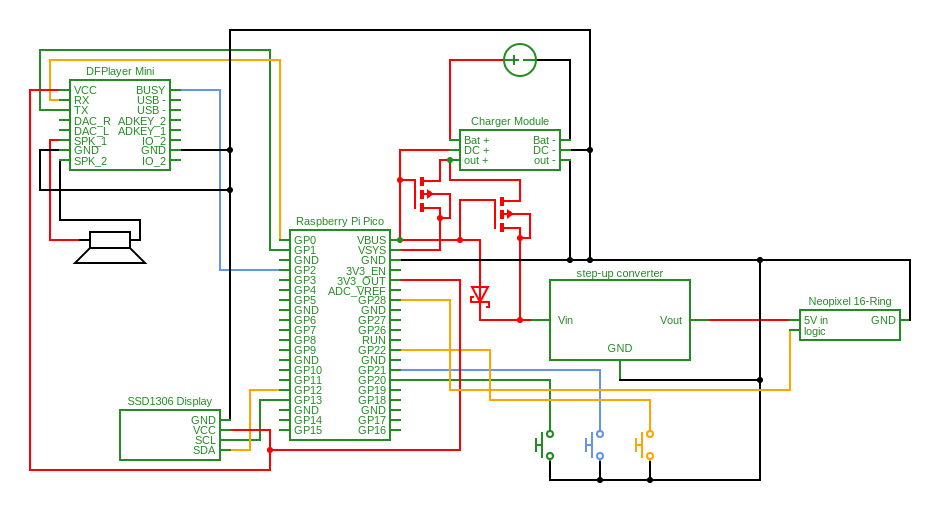 DFPlayer Mini
VCC BUSY
RX USB -
TX USB -
DAC_R ADKEY_2
DAC_L ADKEY_1
SPK_1 IO_2
GND GND
SPK_2 IO_2
Charger Module
Bat + Bat -
DC + DC -
out + out -
Raspberry Pi Pico
GP0 VBUS
GP1 VSYS
GND GND
GP2 3V3_EN
GP3 3V3_OUT
GP4 ADC_VREF
GP5 GP28
GND GND
GP6 GP27
GP7 GP26
GP8 RUN
GP9 GP22
GND GND
GP10 GP21
GP11 GP20
GP12 GP19
GP13 GP18
GND GND
GP14 GP17
GP15 GP16
step-up converter
Vin Vout
GND
Neopixel 16-Ring
5V in GND
logic
SSD1306 Display
GND
VCC
SCL
SDA